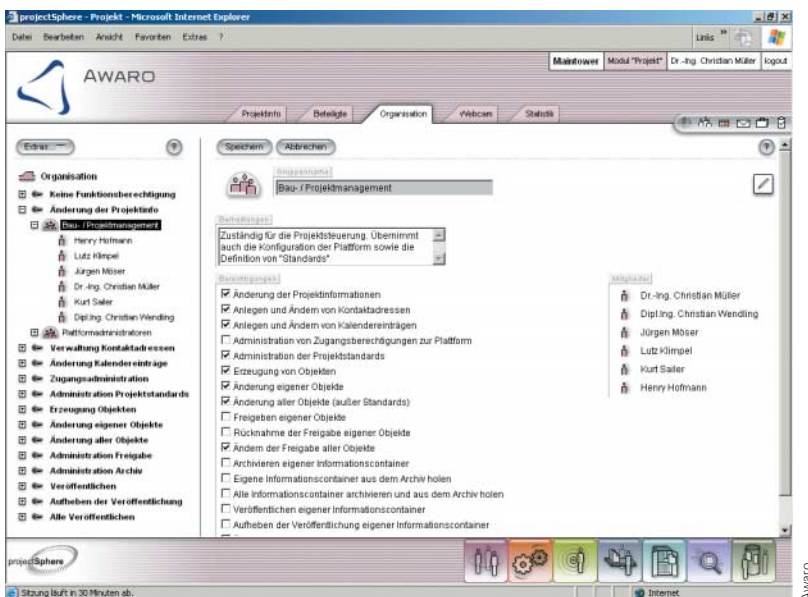 projectSphere - Projekt - Microsoft Internet Explorer
Datei Bearbeiten Ansicht Favoriten Extras ?
Links »
Maintower Modul "Projekt" Dr.-Ing. Christian Müller logout
AWARO
Projektinfo Beteiligte Organisation Webcam Statistik
Extras
?
Speichern Abbrechen
?
Organisation
Keine Funktionsberechtigung
Änderung der Projektinfo
Bau- / Projektmanagement
Henry Hofmann
Lutz Klimpel
Jürgen Möser
Dr.-Ing. Christian Müller
Kurt Sailer
Dipl.Ing. Christian Wendling
Plattformadministratoren
Verwaltung Kontaktadressen
Änderung Kalendereinträge
Zugangsadministration
Administration Projektstandards
Erzeugung Objekten
Änderung eigener Objekte
Änderung aller Objekte
Administration Freigabe
Administration Archiv
Veröffentlichen
Aufheben der Veröffentlichung
Alle Veröffentlichen
Gruppenname
Bau- / Projektmanagement
Bemerkungen
Zuständig für die Projektsteuerung. Übernimmt
auch die Konfiguration der Plattform sowie die
Definition von "Standards"
Berechtigungen
Änderung der Projektinformationen
Anlegen und Ändern von Kontaktadressen
Anlegen und Ändern von Kalendereinträgen
Administration von Zugangsberechtigungen zur Plattform
Administration der Projektstandards
Erzeugung von Objekten
Änderung eigener Objekte
Änderung aller Objekte (außer Standards)
Freigeben eigener Objekte
Rücknahme der Freigabe eigener Objekte
Ändern der Freigabe aller Objekte
Archivieren eigener Informationscontainer
Eigene Informationscontainer aus dem Archiv holen
Alle Informationscontainer archivieren und aus dem Archiv holen
Veröffentlichen eigener Informationscontainer
Aufheben der Veröffentlichung eigener Informationscontainer
Mitglieder
Dr.-Ing. Christian Müller
Dipl.Ing. Christian Wendling
Jürgen Möser
Lutz Klimpel
Kurt Sailer
Henry Hofmann
projectSphere
Sitzung läuft in 30 Minuten ab.
Internet
Awaro